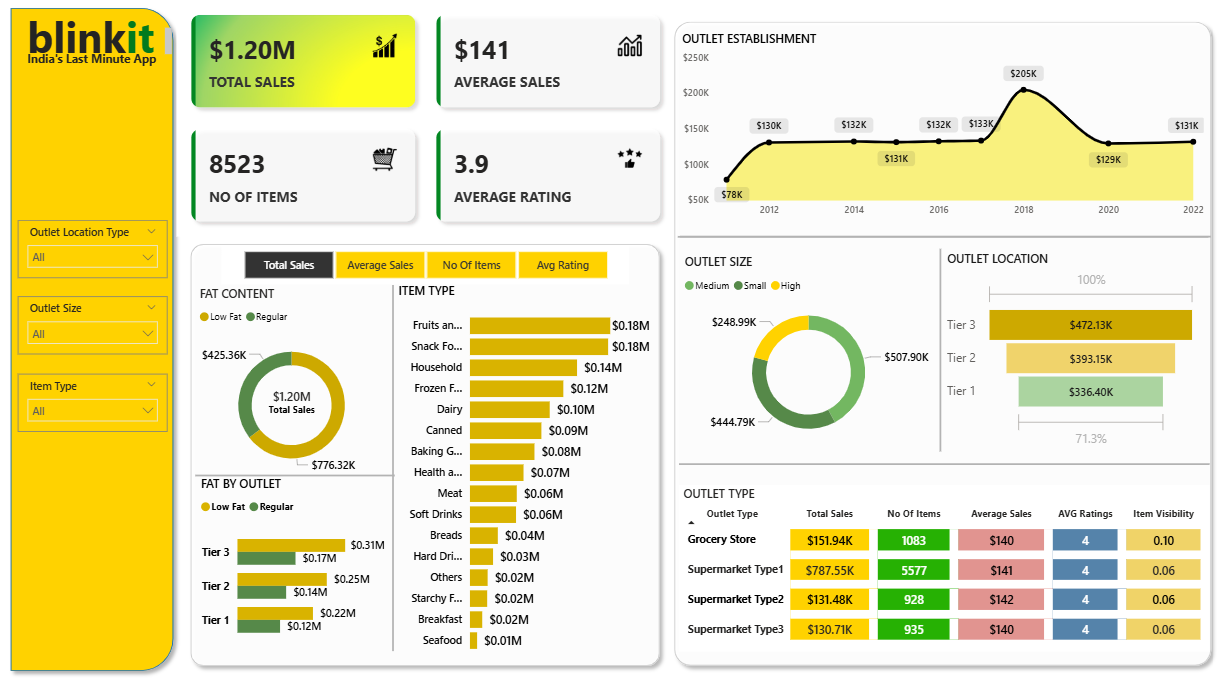 blinkit
India's Last Minute App
Outlet Location Type
All
Outlet Size
All
Item Type
All
$1.20M
TOTAL SALES
$141
AVERAGE SALES
8523
NO OF ITEMS
3.9
AVERAGE RATING
Total Sales
Average Sales
No Of Items
Avg Rating
FAT CONTENT
Low Fat Regular
$425.36K
$1.20M
Total Sales
$776.32K
FAT BY OUTLET
Low Fat Regular
Tier 3 $0.31M
$0.17M
Tier 2 $0.25M
$0.14M
Tier 1 $0.22M
$0.12M
ITEM TYPE
Fruits an... $0.18M
Snack Fo... $0.18M
Household $0.14M
Frozen F... $0.12M
Dairy $0.10M
Canned $0.09M
Baking G... $0.08M
Health a... $0.07M
Meat $0.06M
Soft Drinks $0.06M
Breads $0.04M
Hard Dri... $0.03M
Others $0.02M
Starchy F... $0.02M
Breakfast $0.02M
Seafood $0.01M
OUTLET ESTABLISHMENT
$250K
$200K
$150K
$100K
$50K
$78K
$130K
$132K
$131K
$132K
$133K
$205K
$129K
$131K
2012 2014 2016 2018 2020 2022
OUTLET SIZE
Medium Small High
$248.99K
$507.90K
$444.79K
OUTLET LOCATION
100%
Tier 3 $472.13K
Tier 2 $393.15K
Tier 1 $336.40K
71.3%
OUTLET TYPE
Outlet Type Total Sales No Of Items Average Sales AVG Ratings Item Visibility
Grocery Store $151.94K 1083 $140 4 0.10
Supermarket Type1 $787.55K 5577 $141 4 0.06
Supermarket Type2 $131.48K 928 $142 4 0.06
Supermarket Type3 $130.71K 935 $140 4 0.06